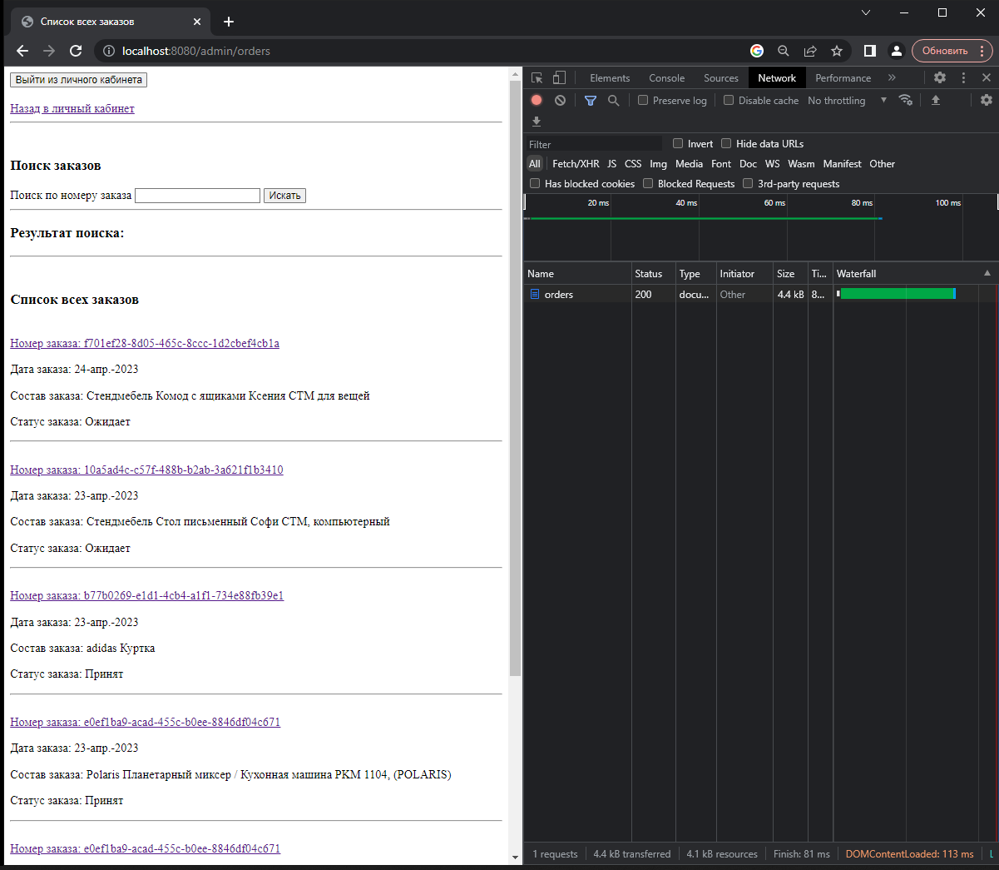 Список всех заказов
localhost:8080/admin/orders
Обновить
Выйти из личного кабинета
Назад в личный кабинет
Поиск заказов
Поиск по номеру заказа Искать
Результат поиска:
Список всех заказов
Номер заказа: f701ef28-8d05-465c-8ccc-1d2cbef4cb1a
Дата заказа: 24-апр.-2023
Состав заказа: Стендмебель Комод с ящиками Ксения СТМ для вещей
Статус заказа: Ожидает
Номер заказа: 10a5ad4c-c57f-488b-b2ab-3a621f1b3410
Дата заказа: 23-апр.-2023
Состав заказа: Стендмебель Стол письменный Софи СТМ, компьютерный
Статус заказа: Ожидает
Номер заказа: b77b0269-e1d1-4cb4-a1f1-734e88fb39e1
Дата заказа: 23-апр.-2023
Состав заказа: adidas Куртка
Статус заказа: Принят
Номер заказа: e0ef1ba9-acad-455c-b0ee-8846df04c671
Дата заказа: 23-апр.-2023
Состав заказа: Polaris Планетарный миксер / Кухонная машина PKM 1104, (POLARIS)
Статус заказа: Принят
Номер заказа: e0ef1ba9-acad-455c-b0ee-8846df04c671
Elements Console Sources Network Performance »
Preserve log Disable cache No throttling
Filter Invert Hide data URLs
All Fetch/XHR JS CSS Img Media Font Doc WS Wasm Manifest Other
Has blocked cookies Blocked Requests 3rd-party requests
20 ms 40 ms 60 ms 80 ms 100 ms
Name Status Type Initiator Size Ti... Waterfall
orders 200 docu... Other 4.4 kB 8...
1 requests 4.4 kB transferred 4.1 kB resources Finish: 81 ms DOMContentLoaded: 113 ms L